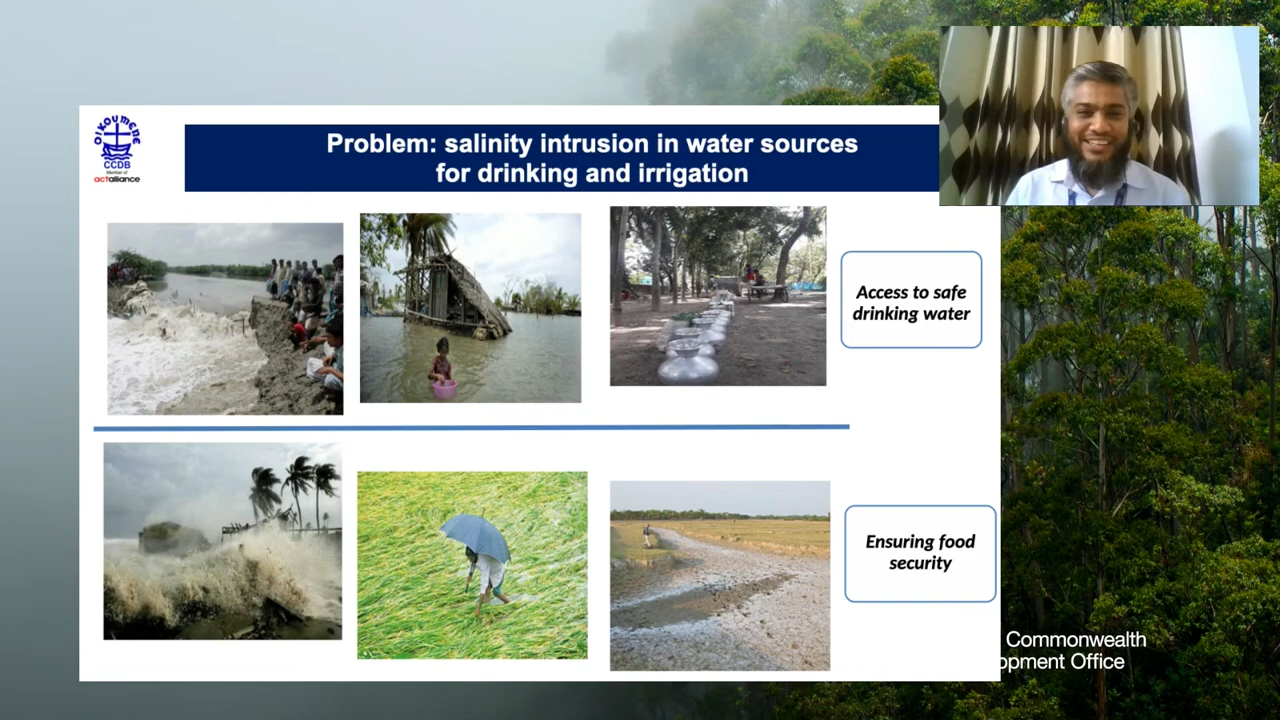 OIKOUMENE
CCDB
Member of
actalliance
Problem: salinity intrusion in water sources
for drinking and irrigation
Access to safe
drinking water
Ensuring food
security
Commonwealth
opment Office